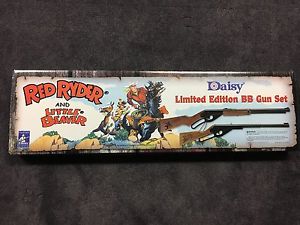 RED RYDER
AND
LITTLE BEAVER
Daisy
Limited Edition BB Gun Set